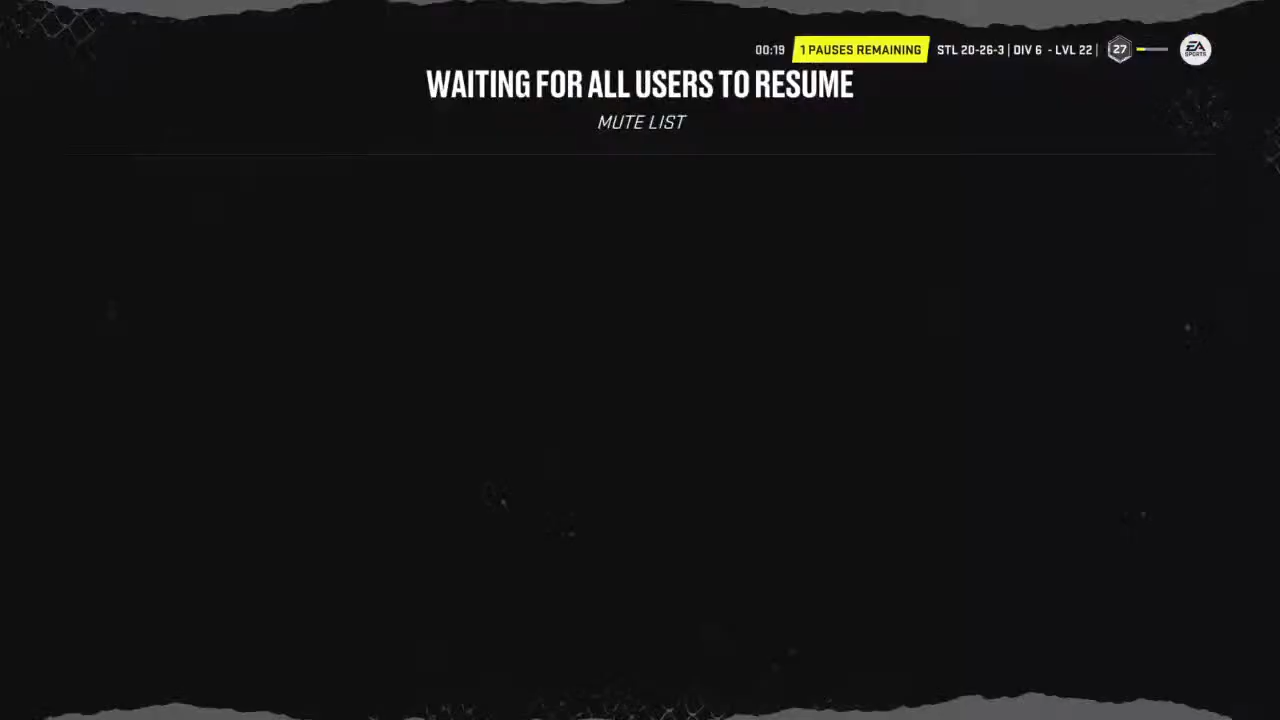 00:19 1 PAUSES REMAINING STL 20-26-3 | DIV 6 - LVL 22 | 27 EA SPORTS
WAITING FOR ALL USERS TO RESUME
MUTE LIST